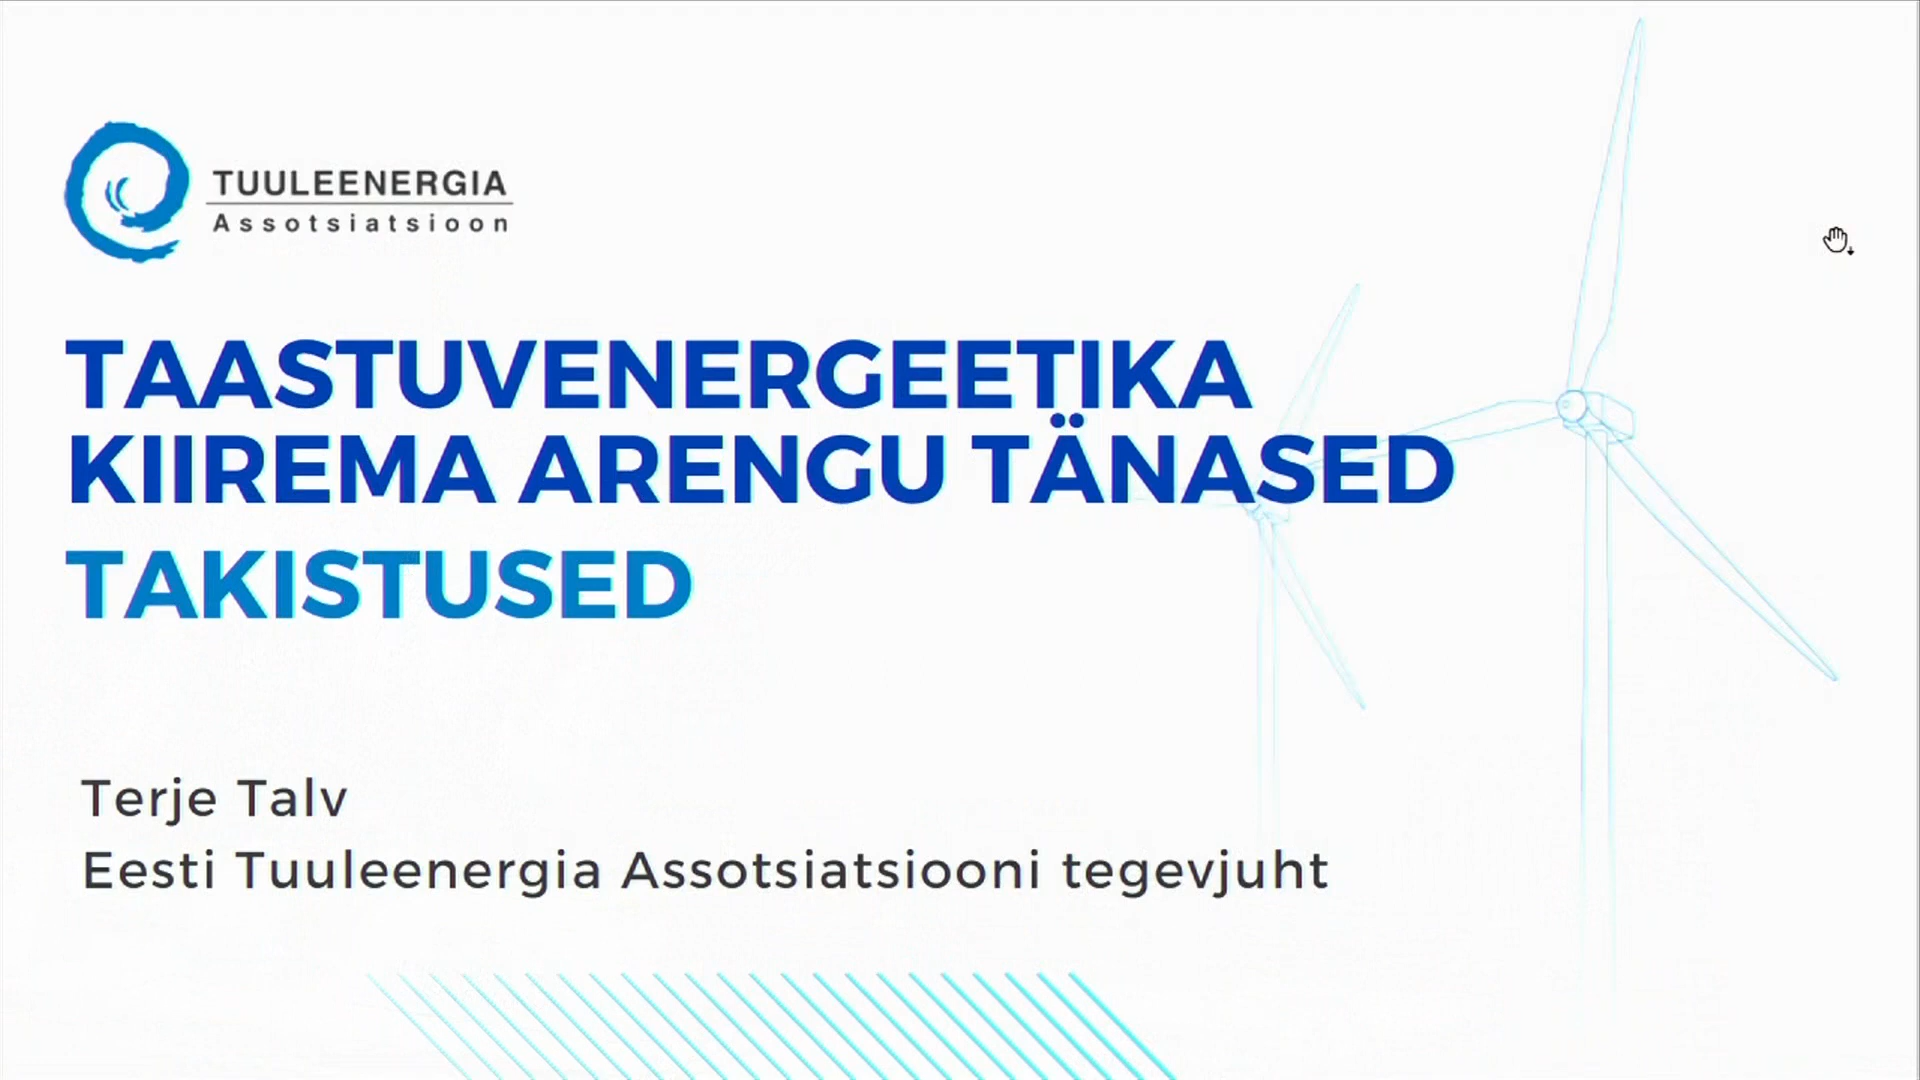 TUULEENERGIA
Assotsiatsioon
TAASTUVENERGEETIKA
KIIREMA ARENGU TÄNASED
TAKISTUSED
Terje Talv
Eesti Tuuleenergia Assotsiatsiooni tegevjuht